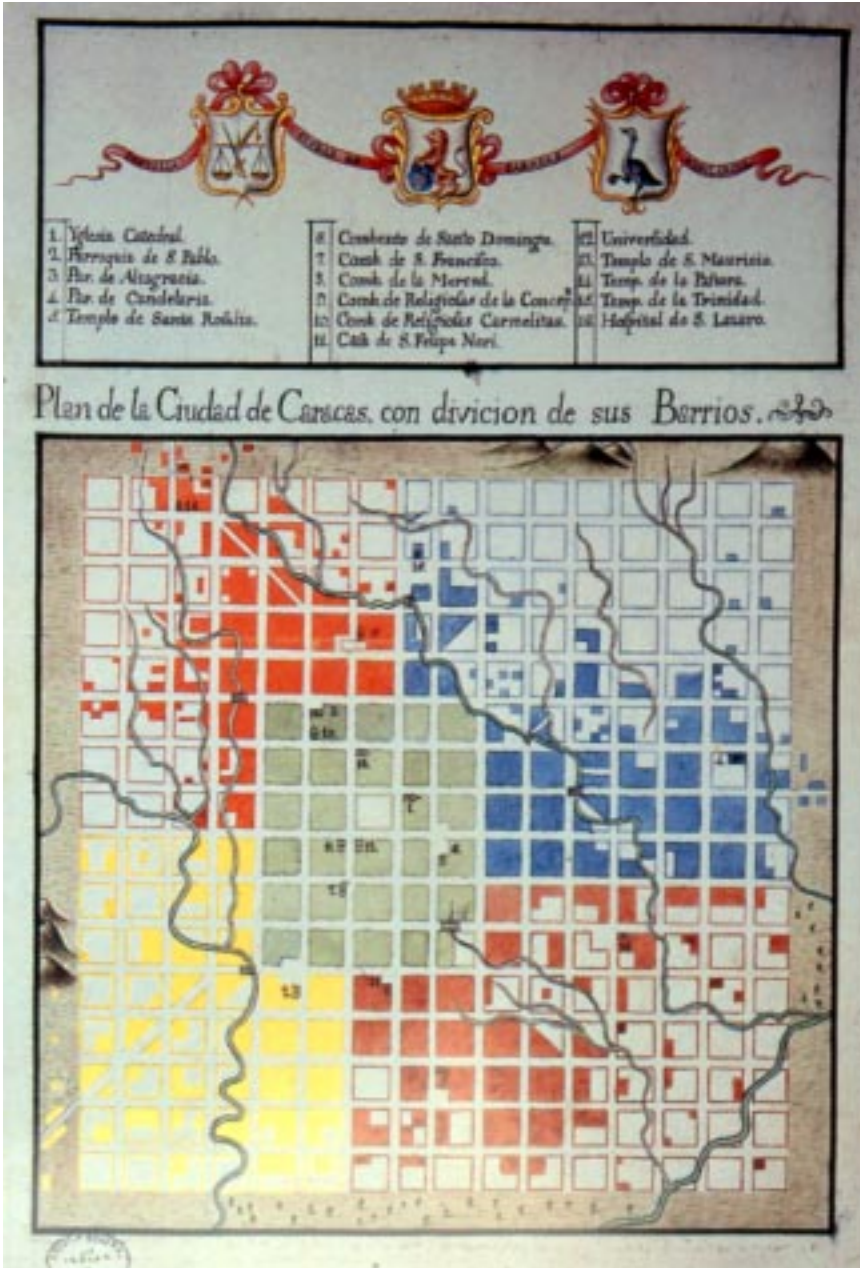 1. Yglesia Catedral.
2. Parroquia de S. Pablo.
3. Par. de Altagracia.
4. Par. de Candelaria.
5. Templo de Santa Rosalia.
6. Combento de Santo Domingo.
7. Comb. de S. Francisco.
8. Comb. de la Merced.
9. Comb. de Religiosas de la Concepⁿ.
10. Comb. de Religiosas Carmelitas.
11. Casa de S. Felipe Neri.
12. Universidad.
13. Templo de S. Mauricio.
14. Temp. de la Pastora.
15. Temp. de la Trinidad.
16. Hospital de S. Lazaro.
Plan de la Ciudad de Caracas, con divicion de sus Barrios.